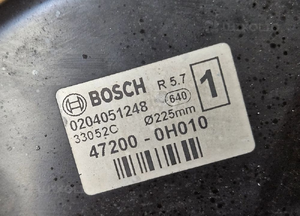 BOSCH R 5.7 1
0204051248 640
33052C Ø225mm
47200 - 0H010